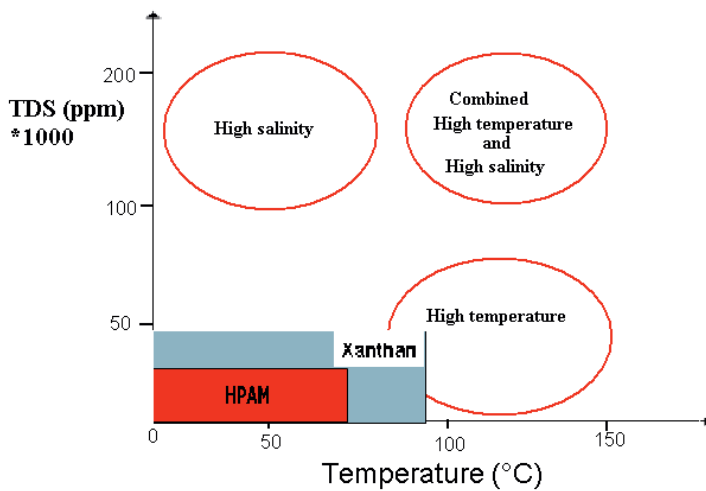 200
TDS (ppm)
*1000
High salinity
Combined
High temperature
and
High salinity
100
50
High temperature
Xanthan
HPAM
0
50
100
150
Temperature (°C)